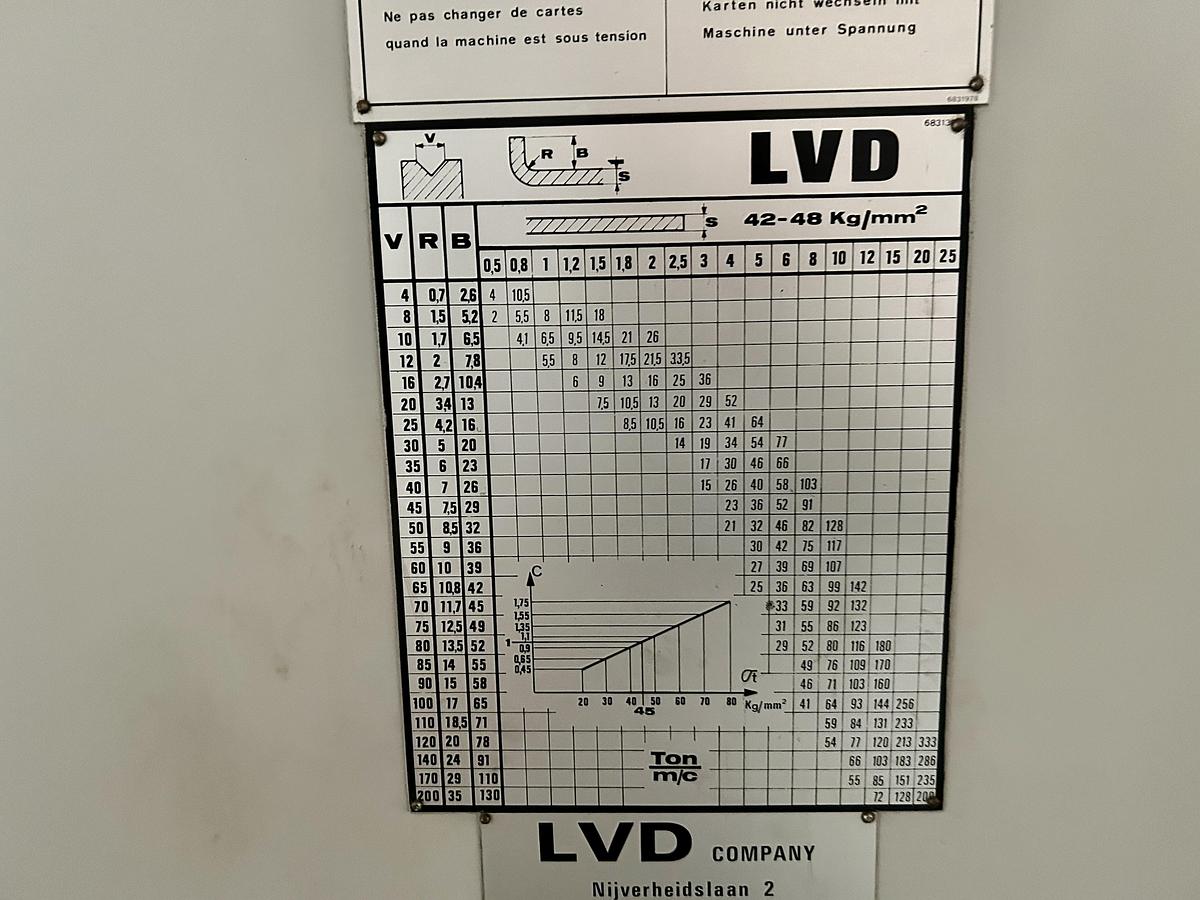 Ne pas changer de cartes
quand la machine est sous tension
Karten nicht wechseln mit
Maschine unter Spannung
6831978
V
R B
S
LVD
V R B
S 42-48 Kg/mm²
0,5 0,8 1 1,2 1,5 1,8 2 2,5 3 4 5 6 8 10 12 15 20 25
4 0,7 2,6 4 10,5
8 1,5 5,2 2 5,5 8 11,5 18
10 1,7 6,5 4,1 6,5 9,5 14,5 21 26
12 2 7,8 5,5 8 12 17,5 21,5 33,5
16 2,7 10,4 6 9 13 16 25 36
20 3,4 13 7,5 10,5 13 20 29 52
25 4,2 16 8,5 10,5 16 23 41 64
30 5 20 14 19 34 54 77
35 6 23 17 30 46 66
40 7 26 15 26 40 58 103
45 7,5 29 23 36 52 91
50 8,5 32 21 32 46 82 128
55 9 36 30 42 75 117
60 10 39 27 39 69 107
65 10,8 42 25 36 63 99 142
70 11,7 45 33 59 92 132
75 12,5 49 31 55 86 123
80 13,5 52 29 52 80 116 180
85 14 55 49 76 109 170
90 15 58 46 71 103 160
100 17 65 41 64 93 144 256
110 18,5 71 59 84 131 233
120 20 78 54 77 120 213 333
140 24 91 66 103 183 286
170 29 110 55 85 151 235
200 35 130 72 128
C
1,75
1,55
1,35
1,1
1
0,9
0,65
0,45
σt
20 30 40 50 60 70 80 Kg/mm²
45
Ton
m/c
LVD COMPANY
Nijverheidslaan 2